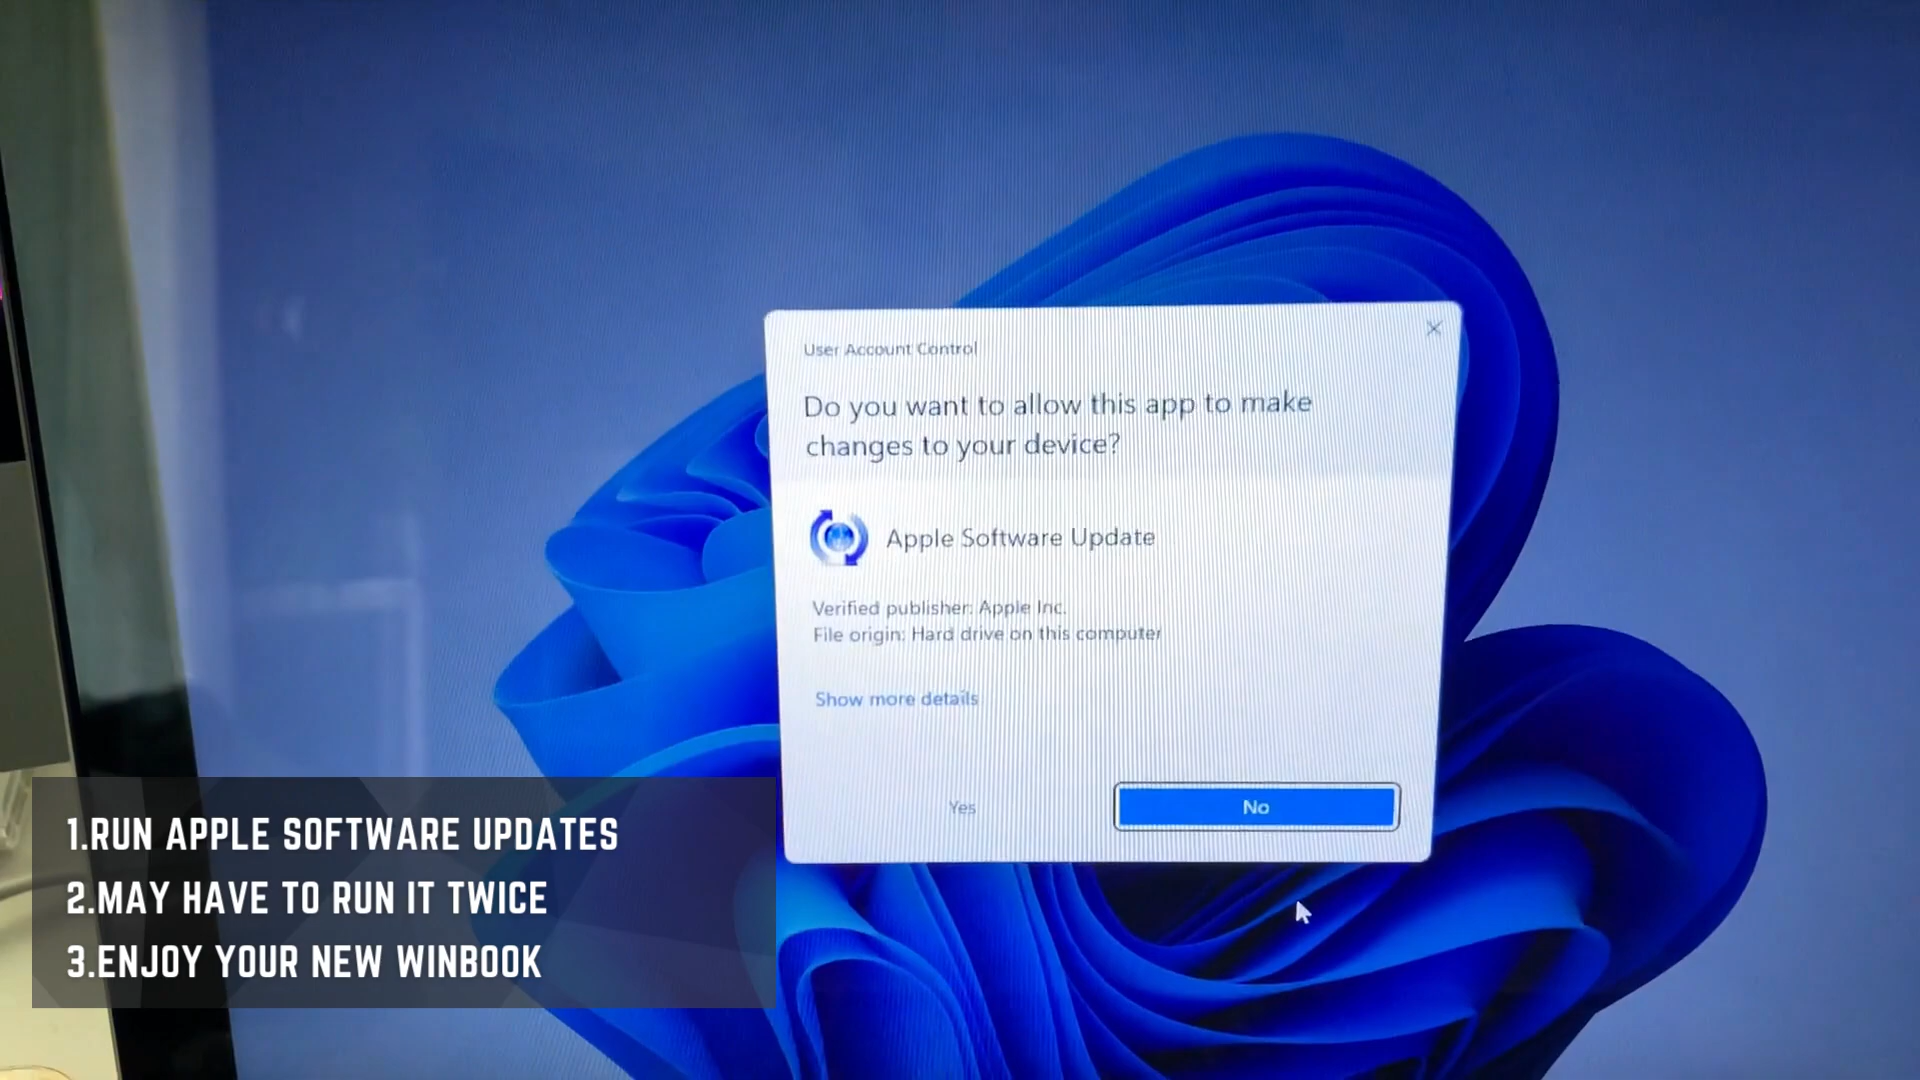 User Account Control
Do you want to allow this app to make
changes to your device?
Apple Software Update
Verified publisher: Apple Inc.
File origin: Hard drive on this computer
Show more details
Yes
No
1.RUN APPLE SOFTWARE UPDATES
2.MAY HAVE TO RUN IT TWICE
3.ENJOY YOUR NEW WINBOOK